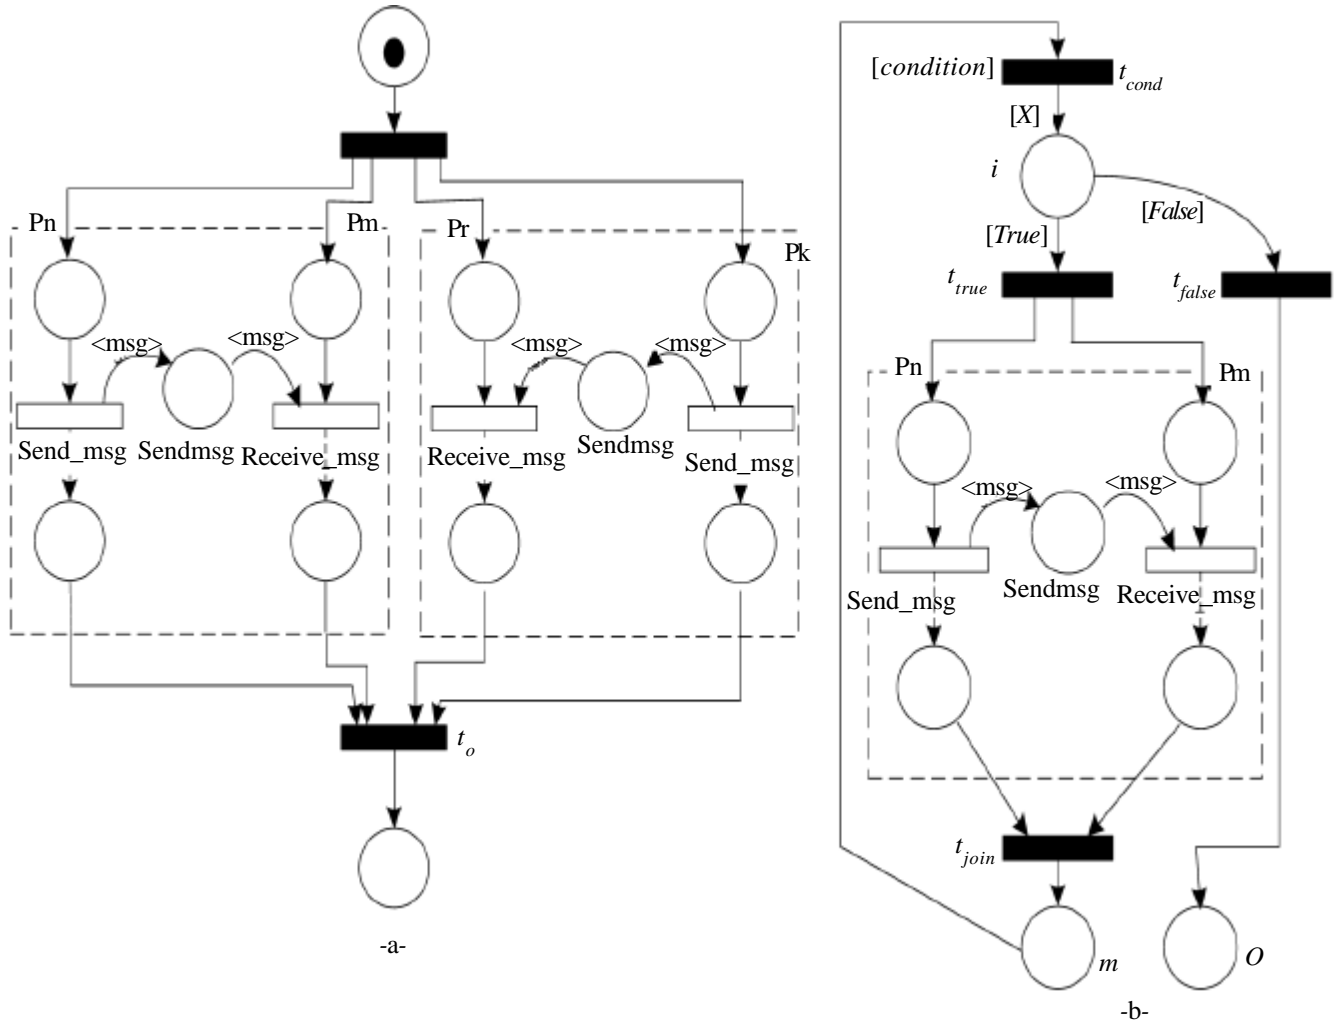 Pn
Pm
Pr
Pk
<msg>
<msg>
<msg>
<msg>
Send_msg
Sendmsg
Receive_msg
Receive_msg
Sendmsg
Send_msg
t_o
-a-
[condition]
t_cond
[X]
i
[False]
[True]
t_true
t_false
Pn
Pm
<msg>
<msg>
Send_msg
Sendmsg
Receive_msg
t_join
m
O
-b-